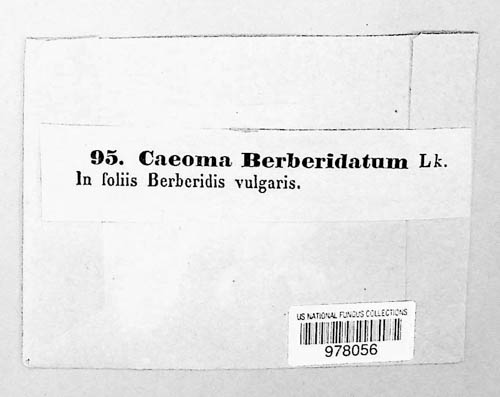 95. Caeoma Berberidatum Lk.
In foliis Berberidis vulgaris.
US NATIONAL FUNGUS COLLECTIONS
978056